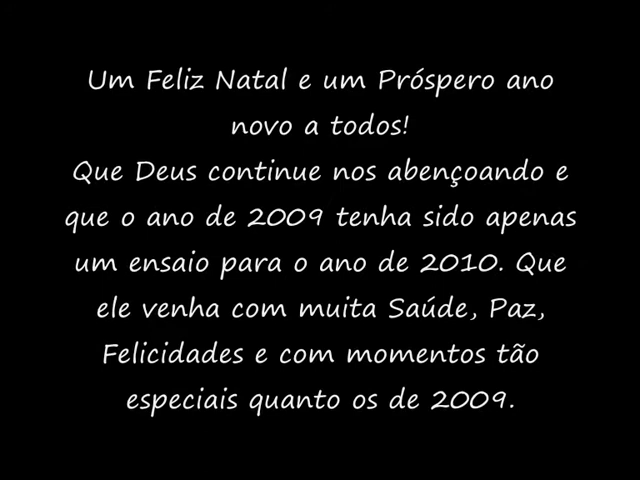 Um Feliz Natal e um Próspero ano
novo a todos!
Que Deus continue nos abençoando e
que o ano de 2009 tenha sido apenas
um ensaio para o ano de 2010. Que
ele venha com muita Saúde, Paz,
Felicidades e com momentos tão
especiais quanto os de 2009.